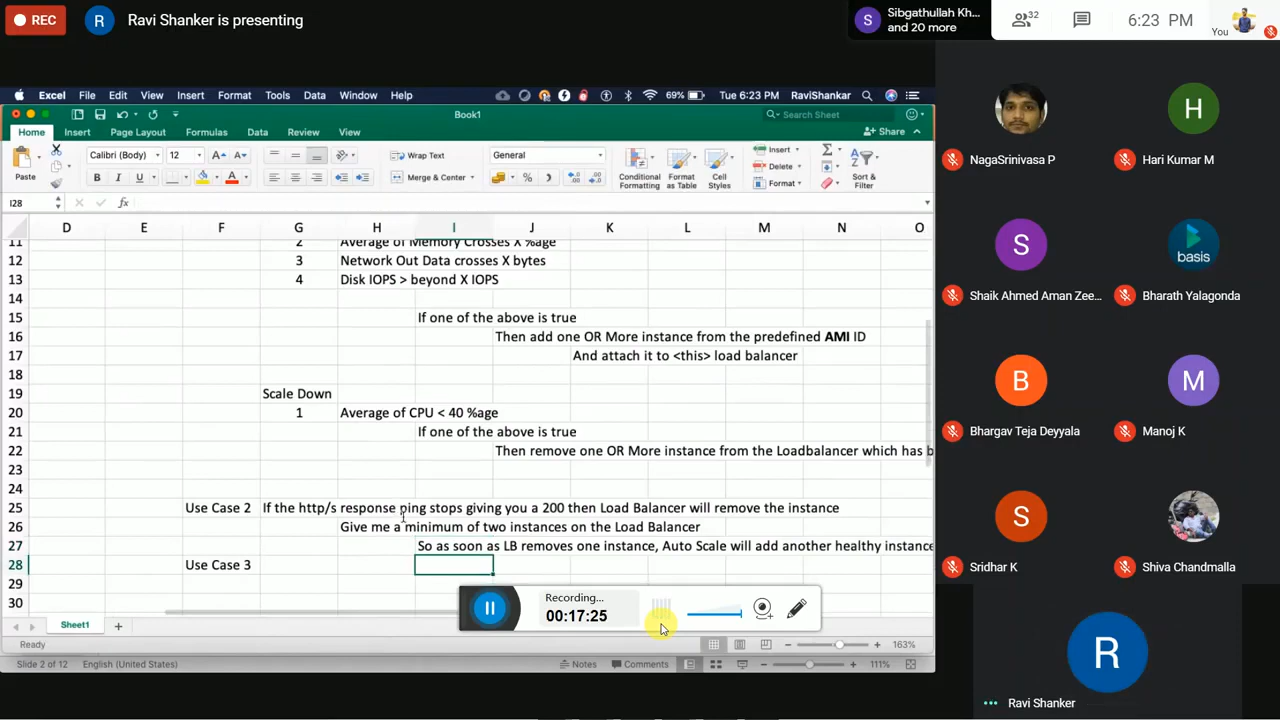 REC
R
Ravi Shanker is presenting
S
Sibgathullah Kh...
and 20 more
32
6:23 PM
You
Excel File Edit View Insert Format Tools Data Window Help
69% Tue 6:23 PM RaviShankar
Book1
Search Sheet
Home Insert Page Layout Formulas Data Review View
Share
Paste
Calibri (Body) 12
Wrap Text
General
Insert
B I U A
Merge & Center
Delete
Format
Conditional Formatting
Format as Table
Cell Styles
Sort & Filter
I28
fx
D E F G H I J K L M N O
11 2 Average of Memory Crosses X %age
12 3 Network Out Data crosses X bytes
13 4 Disk IOPS > beyond X IOPS
14
15 If one of the above is true
16 Then add one OR More instance from the predefined AMI ID
17 And attach it to <this> load balancer
18
19 Scale Down
20 1 Average of CPU < 40 %age
21 If one of the above is true
22 Then remove one OR More instance from the Loadbalancer which has b
23
24
25 Use Case 2 If the http/s response ping stops giving you a 200 then Load Balancer will remove the instance
26 Give me a minimum of two instances on the Load Balancer
27 So as soon as LB removes one instance, Auto Scale will add another healthy instance
28 Use Case 3
29
30
Recording...
00:17:25
Sheet1
Ready
163%
Slide 2 of 12 English (United States)
Notes Comments
111%
NagaSrinivasa P
H
Hari Kumar M
S
Shaik Ahmed Aman Zee...
basis
Bharath Yalagonda
B
Bhargav Teja Deyyala
M
Manoj K
S
Sridhar K
Shiva Chandmalla
R
Ravi Shanker